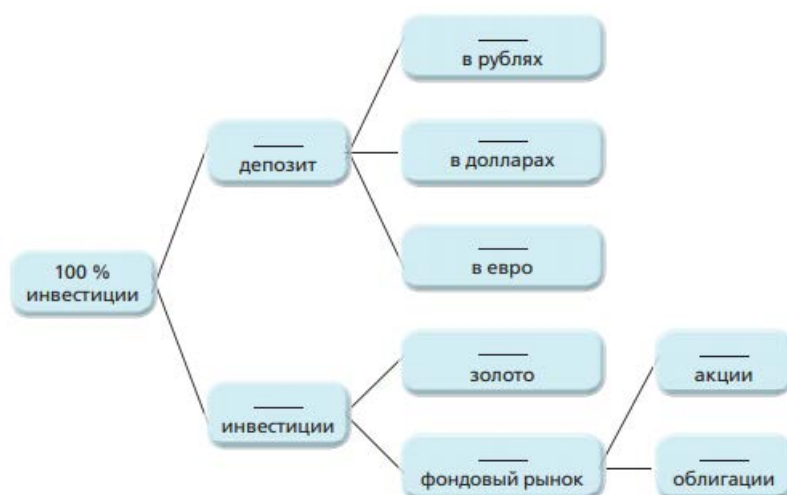 в рублях
депозит
в долларах
в евро
100 %
инвестиции
инвестиции
золото
фондовый рынок
акции
облигации